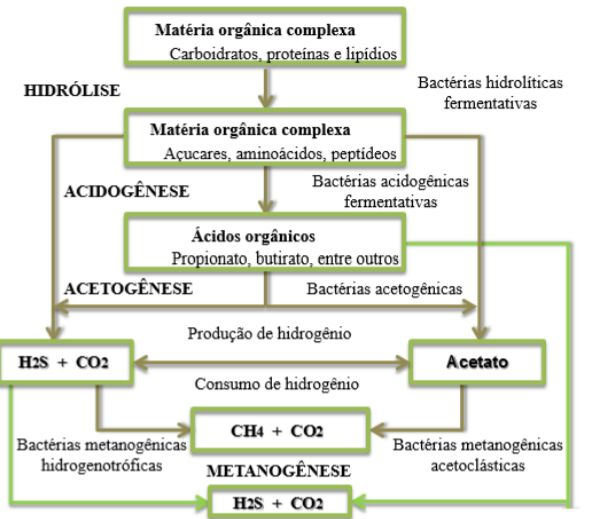 Matéria orgânica complexa
Carboidratos, proteínas e lipídios
HIDRÓLISE
Bactérias hidrolíticas
fermentativas
Matéria orgânica complexa
Açucares, aminoácidos, peptídeos
ACIDOGÊNESE
Bactérias acidogênicas
fermentativas
Ácidos orgânicos
Propionato, butirato, entre outros
ACETOGÊNESE
Bactérias acetogênicas
Produção de hidrogênio
H2S + CO2
Acetato
Consumo de hidrogênio
CH4 + CO2
Bactérias metanogênicas
hidrogenotróficas
Bactérias metanogênicas
acetoclásticas
METANOGÊNESE
H2S + CO2